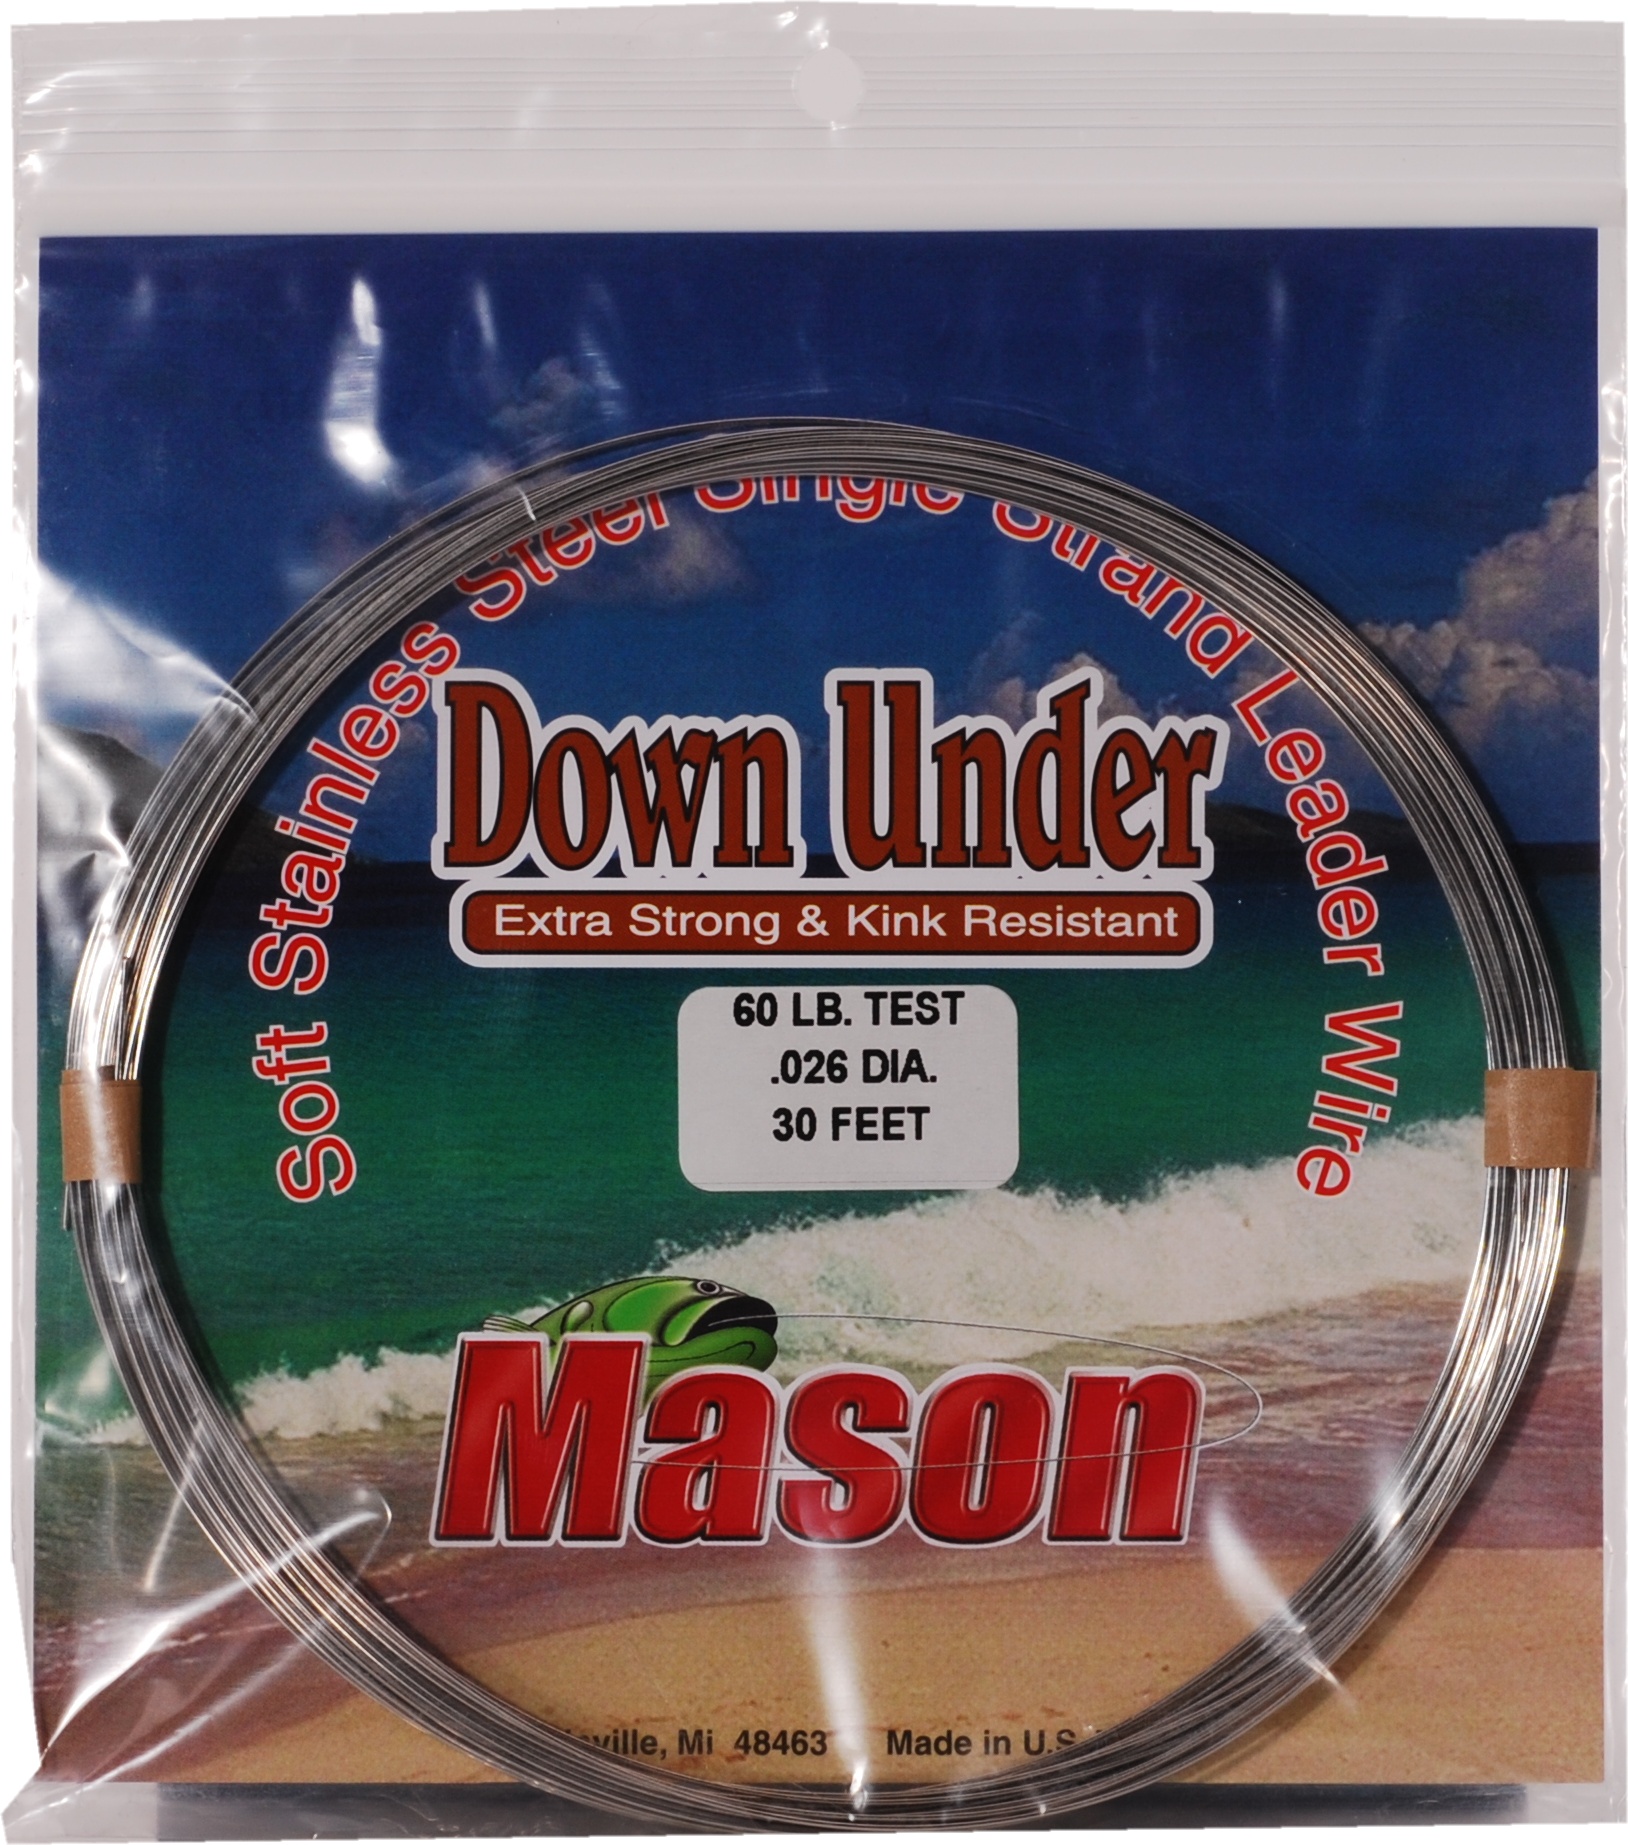 Soft Stainless Steel Single Strand Leader Wire
Down Under
Extra Strong & Kink Resistant
60 LB. TEST
.026 DIA.
30 FEET
Mason
Mi 48463 Made in U.S.